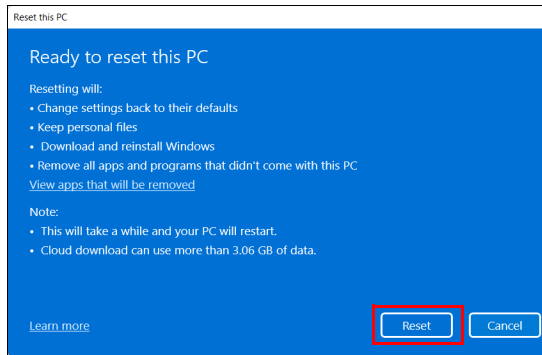 Reset this PC
Ready to reset this PC
Resetting will:
• Change settings back to their defaults
• Keep personal files
• Download and reinstall Windows
• Remove all apps and programs that didn't come with this PC
View apps that will be removed
Note:
• This will take a while and your PC will restart.
• Cloud download can use more than 3.06 GB of data.
Learn more
Reset
Cancel